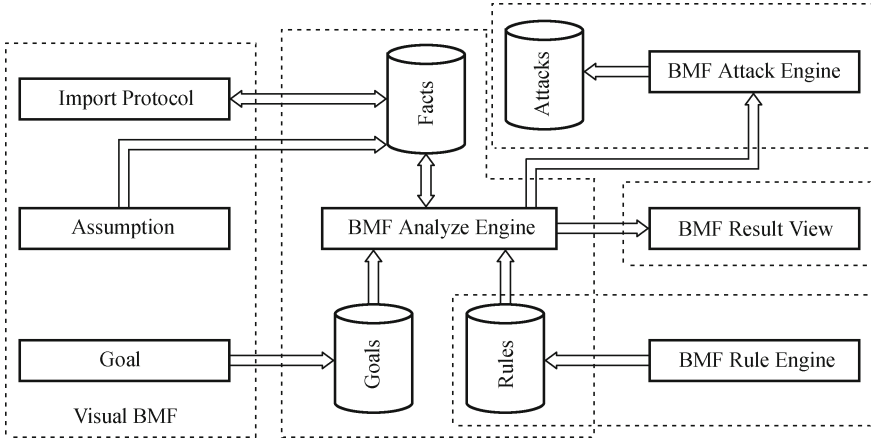 Import Protocol
Facts
Attacks
BMF Attack Engine
Assumption
BMF Analyze Engine
BMF Result View
Goal
Goals
Rules
BMF Rule Engine
Visual BMF